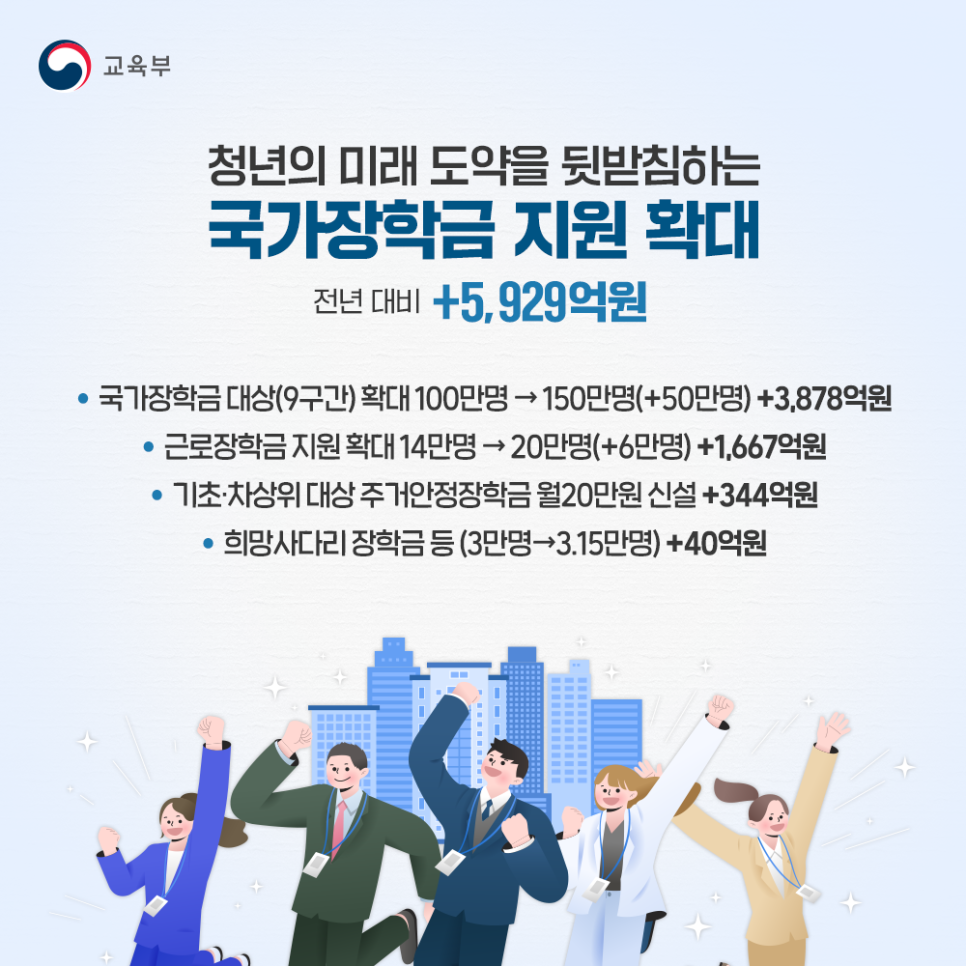 교육부
청년의 미래 도약을 뒷받침하는
국가장학금 지원 확대
전년 대비 +5,929억원
• 국가장학금 대상(9구간) 확대 100만명 → 150만명(+50만명) +3,878억원
• 근로장학금 지원 확대 14만명 → 20만명(+6만명) +1,667억원
• 기초·차상위 대상 주거안정장학금 월20만원 신설 +344억원
• 희망사다리 장학금 등 (3만명→3.15만명) +40억원